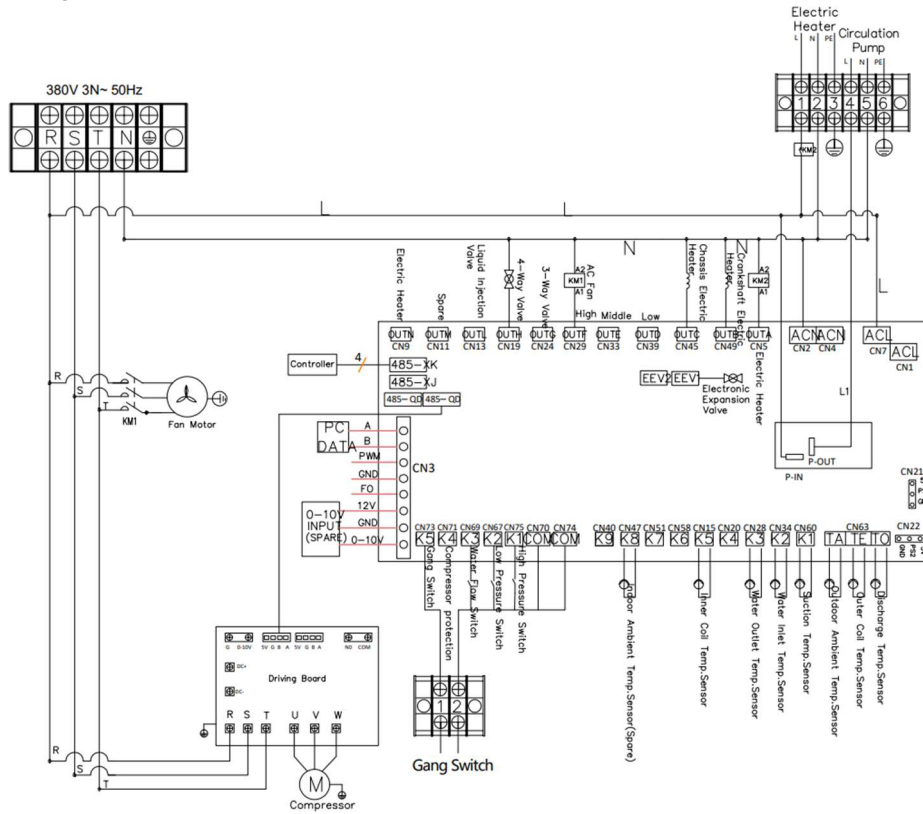 Electric
Heater
L N PE
Circulation
Pump
L N PE
380V 3N~ 50Hz
R S T N
1 2 3 4 5 6
KM2
L
L
N
N
L
Electric Heater
Spare
Liquid Injection
Valve
4-Way Valve
3-Way Valve
A2
KM1
A1
AC Fan
High Middle Low
Chassis Electric
Heater
Crankshaft Electric
Heater
A2
KM2
A1
OUTN OUTM OUTL OUTH OUTG OUTF OUTE OUTD OUTC OUTB OUTA
CN9 CN11 CN13 CN19 CN24 CN29 CN33 CN39 CN45 CN49 CN5
ACN ACN ACL
CN2 CN4 CN7
ACL
CN1
Electric Heater
Controller
4
485-XK
485-XJ
485-QD 485-QD
EEV2 EEV
Electronic
Expansion
Valve
L1
P-OUT
P-IN
R
S
T
KM1
Fan Motor
PC
DATA
A
B
PWM
GND
FO
12V
GND
0-10V
0-10V
INPUT
(SPARE)
CN3
CN21
CN22
GND PS2
CN73 CN71 CN69 CN67 CN75 CN70 CN74
K5 K4 K3 K2 K1 COM COM
CN40 CN47 CN51 CN58 CN15 CN20 CN28 CN34 CN60 CN63
K9 K8 K7 K6 K5 K4 K3 K2 K1 TA TE TO
Gang Switch
Compressor protection
Water Flow Switch
Low Pressure Switch
High Pressure Switch
Indoor Ambient Temp.Sensor(Spare)
Inner Coil Temp.Sensor
Water Outlet Temp.Sensor
Water Inlet Temp.Sensor
Suction Temp.Sensor
Outdoor Ambient Temp.Sensor
Outer Coil Temp.Sensor
Discharge Temp.Sensor
G 0-10V 5V G B A 5V G B A NO COM
DC+
DC-
Driving Board
R S T U V W
1 2
Gang Switch
R
S
T
M
Compressor